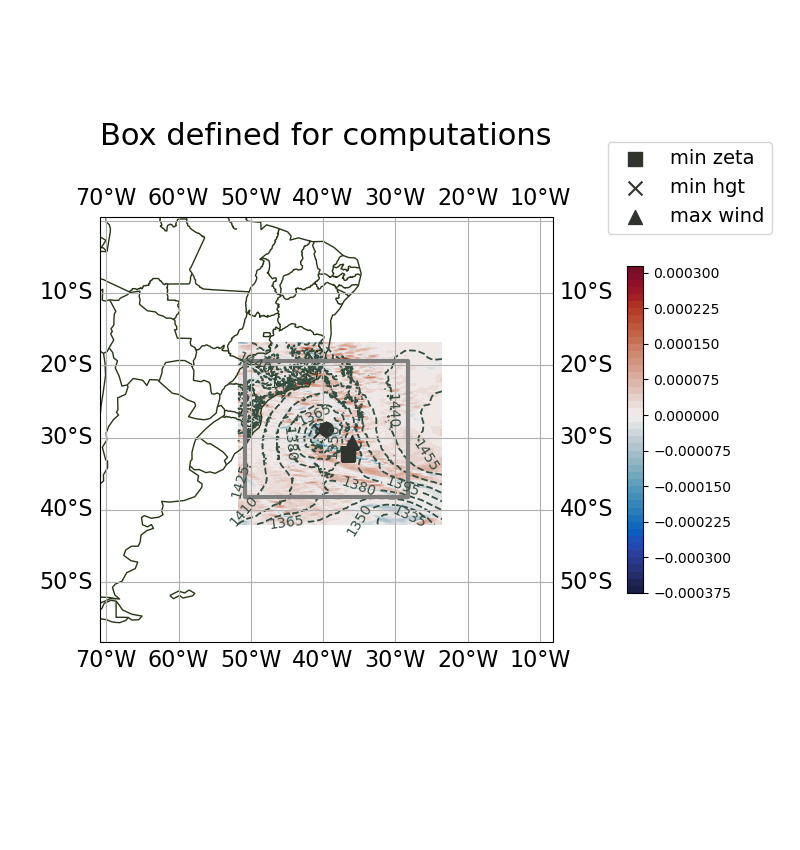 Box defined for computations
min zeta
min hgt
max wind
70°W 60°W 50°W 40°W 30°W 20°W 10°W
10°S 10°S
20°S 20°S
30°S 30°S
40°S 40°S
50°S 50°S
70°W 60°W 50°W 40°W 30°W 20°W 10°W
0.000300
0.000225
0.000150
0.000075
0.000000
−0.000075
−0.000150
−0.000225
−0.000300
−0.000375
1365
1440
1380
1455
1425
1380
1395
1410
1365
1350
1335